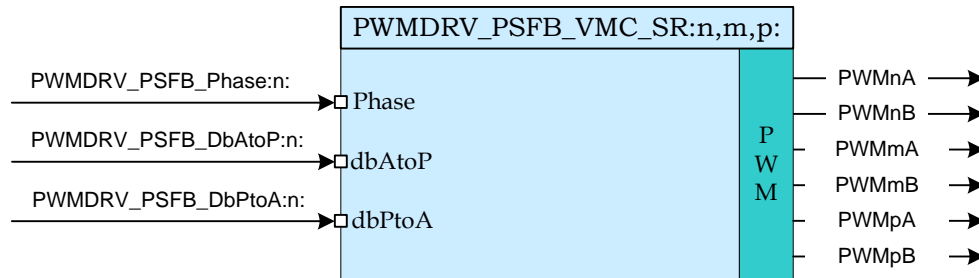 PWMDRV_PSFB_VMC_SR:n,m,p:
PWMDRV_PSFB_Phase:n:
Phase
PWMDRV_PSFB_DbAtoP:n:
dbAtoP
PWMDRV_PSFB_DbPtoA:n:
dbPtoA
P
W
M
PWMnA
PWMnB
PWMmA
PWMmB
PWMpA
PWMpB